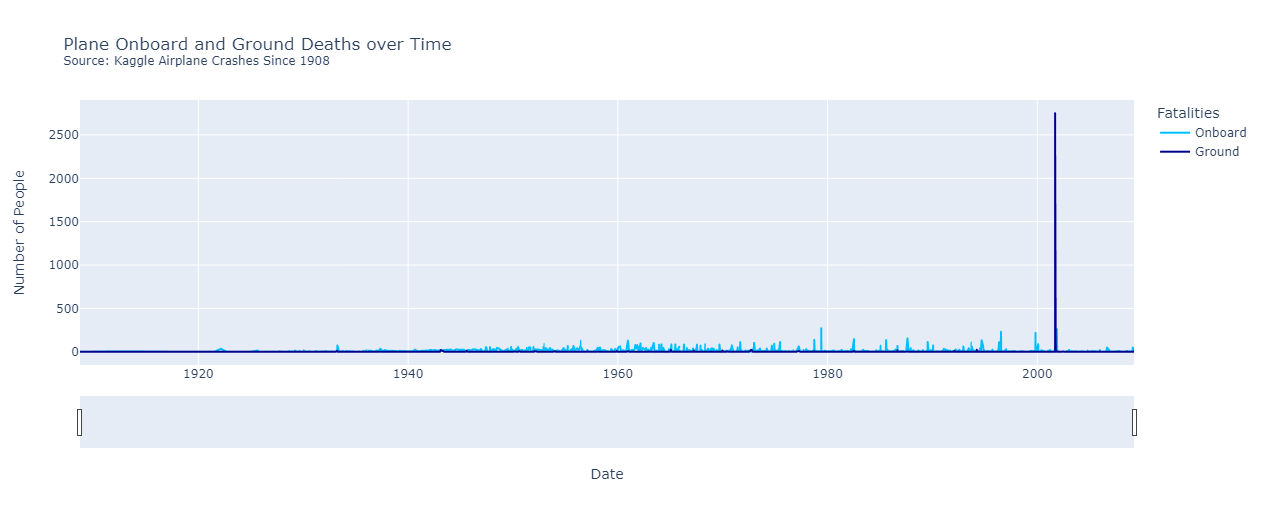 Plane Onboard and Ground Deaths over Time
Source: Kaggle Airplane Crashes Since 1908
Fatalities
Onboard
Ground
Number of People
2500
2000
1500
1000
500
0
1920
1940
1960
1980
2000
Date